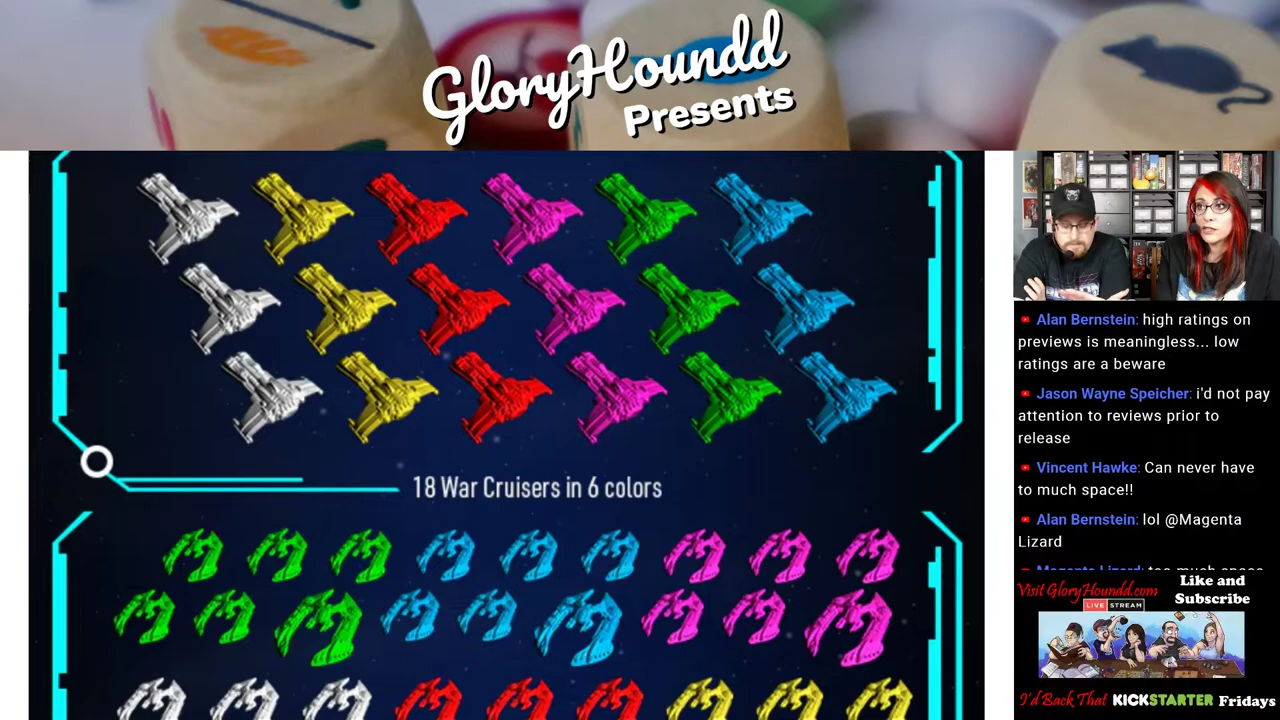 GloryHoundd
Presents
18 War Cruisers in 6 colors
Alan Bernstein: high ratings on
previews is meaningless... low
ratings are a beware
Jason Wayne Speicher: i'd not pay
attention to reviews prior to
release
Vincent Hawke: Can never have
to much space!!
Alan Bernstein: lol @Magenta
Lizard
Visit GloryHoundd.com
LIVE STREAM
Like and
Subscribe
I'd Back That KICKSTARTER Fridays